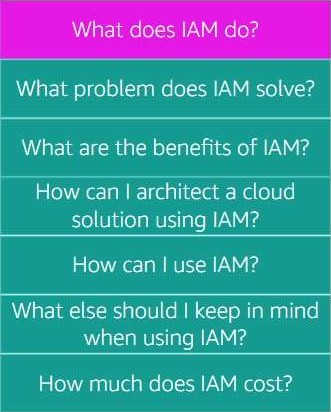 What does IAM do?
What problem does IAM solve?
What are the benefits of IAM?
How can I architect a cloud
solution using IAM?
How can I use IAM?
What else should I keep in mind
when using IAM?
How much does IAM cost?